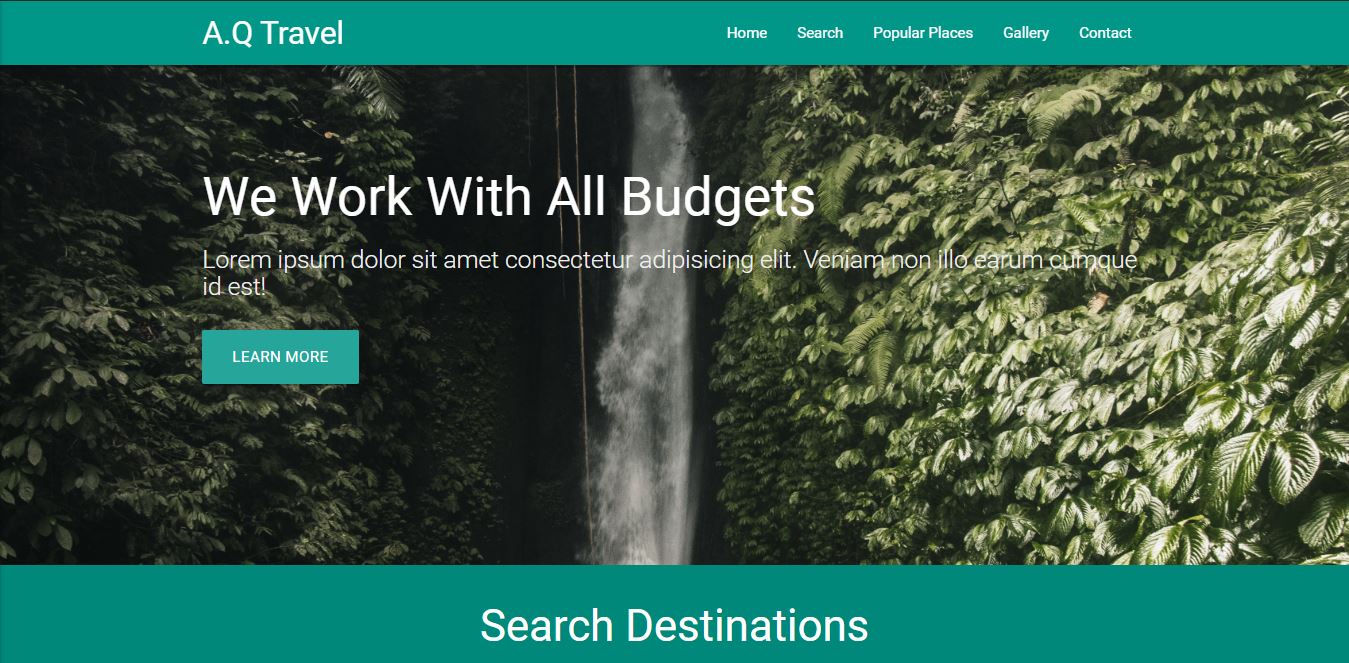 A.Q Travel
Home Search Popular Places Gallery Contact
We Work With All Budgets
Lorem ipsum dolor sit amet consectetur adipisicing elit. Veniam non illo earum cumque
id est!
LEARN MORE
Search Destinations